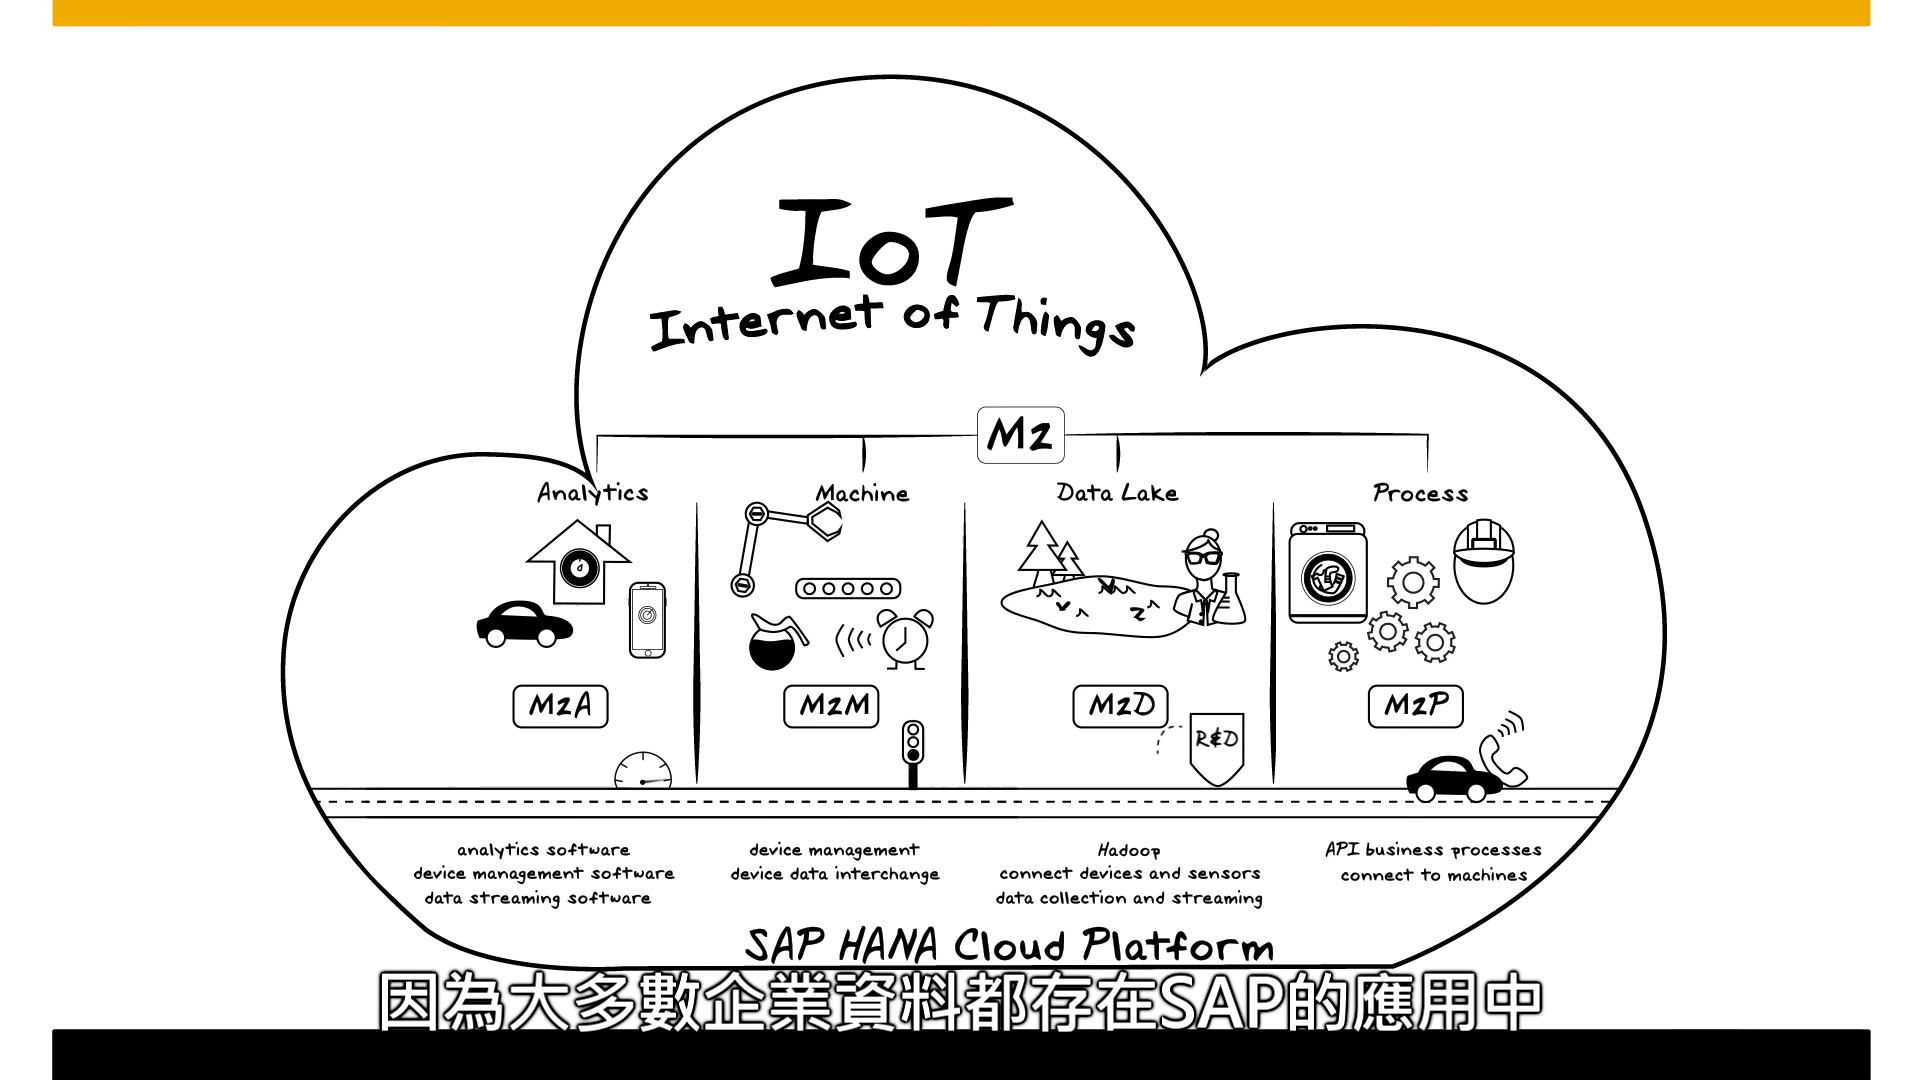 IoT
Internet of Things
M2
Analytics
Machine
Data Lake
Process
M2A
M2M
M2D
M2P
R&D
analytics software
device management software
data streaming software
device management
device data interchange
Hadoop
connect devices and sensors
data collection and streaming
API business processes
connect to machines
SAP HANA Cloud Platform
因為大多數企業資料都存在SAP的應用中